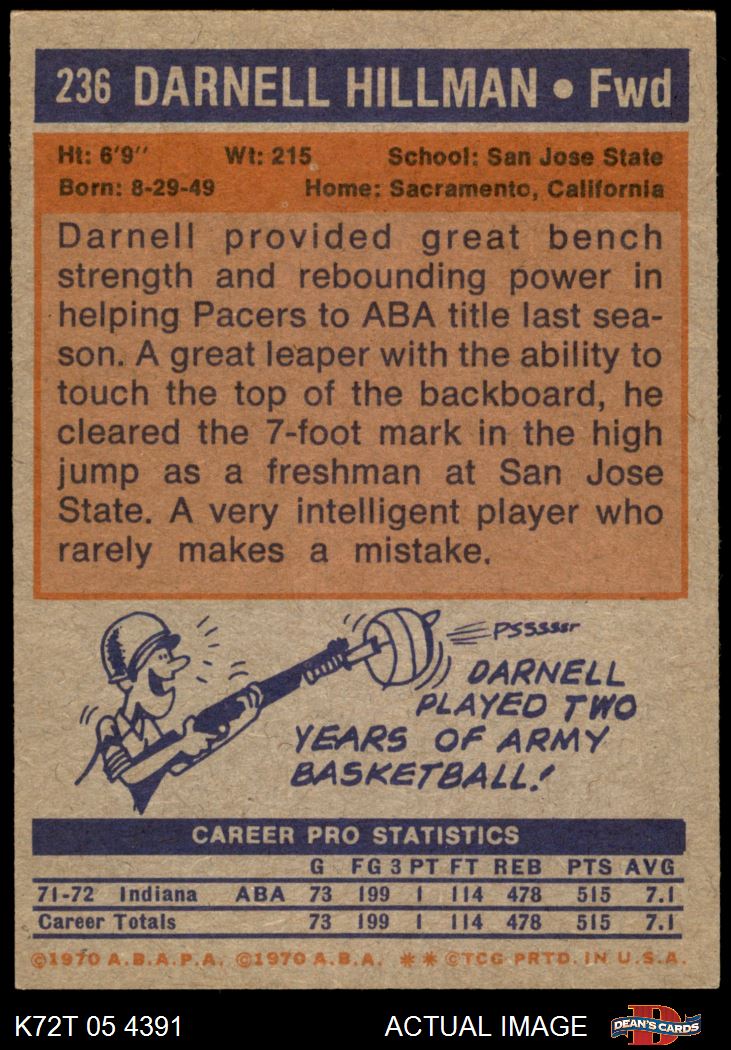 236 DARNELL HILLMAN • Fwd
Ht: 6'9'' Wt: 215 School: San Jose State
Born: 8-29-49 Home: Sacramento, California
Darnell provided great bench
strength and rebounding power in
helping Pacers to ABA title last sea-
son. A great leaper with the ability to
touch the top of the backboard, he
cleared the 7-foot mark in the high
jump as a freshman at San Jose
State. A very intelligent player who
rarely makes a mistake.
PSSSSST
DARNELL
PLAYED TWO
YEARS OF ARMY
BASKETBALL!
CAREER PRO STATISTICS
G FG 3 PT FT REB PTS AVG
71-72 Indiana ABA 73 199 1 114 478 515 7.1
Career Totals 73 199 1 114 478 515 7.1
©1970 A.B.A.P.A. ©1970 A.B.A. ** ©TCG PRTD. IN U.S.A.
K72T 05 4391 ACTUAL IMAGE D DEAN'S CARDS